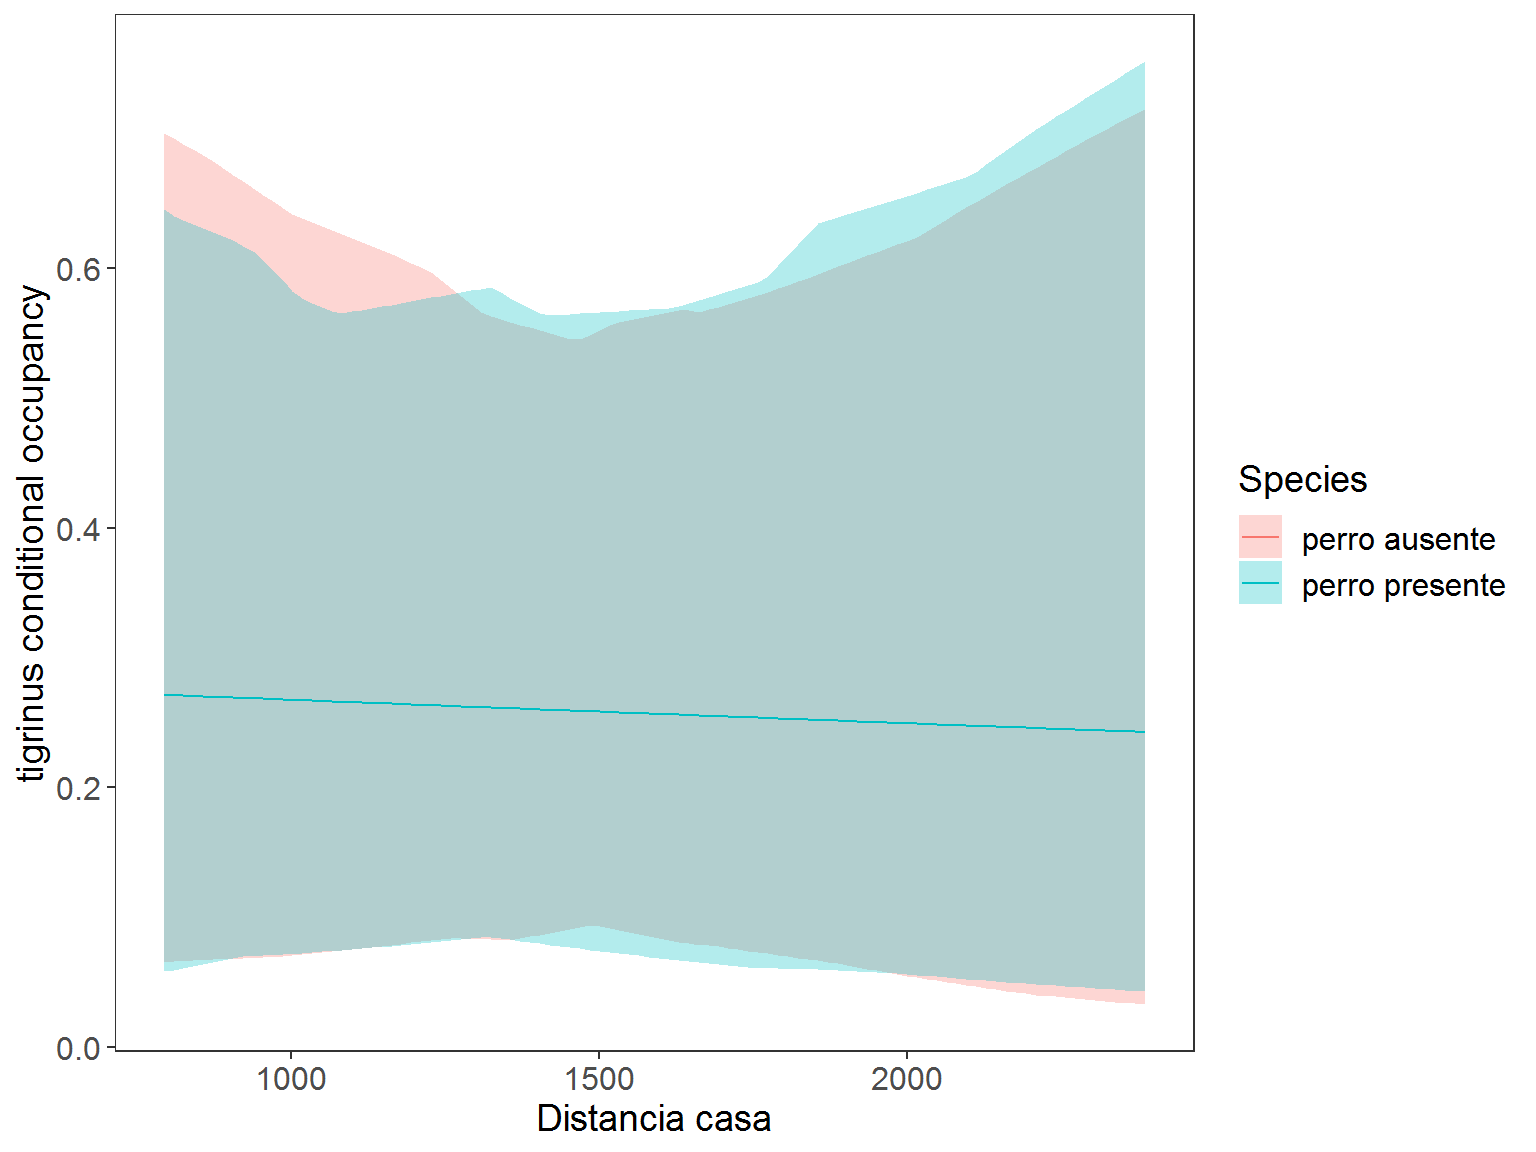 tigrinus conditional occupancy
0.6
0.4
0.2
0.0
1000 1500 2000
Distancia casa
Species
perro ausente
perro presente